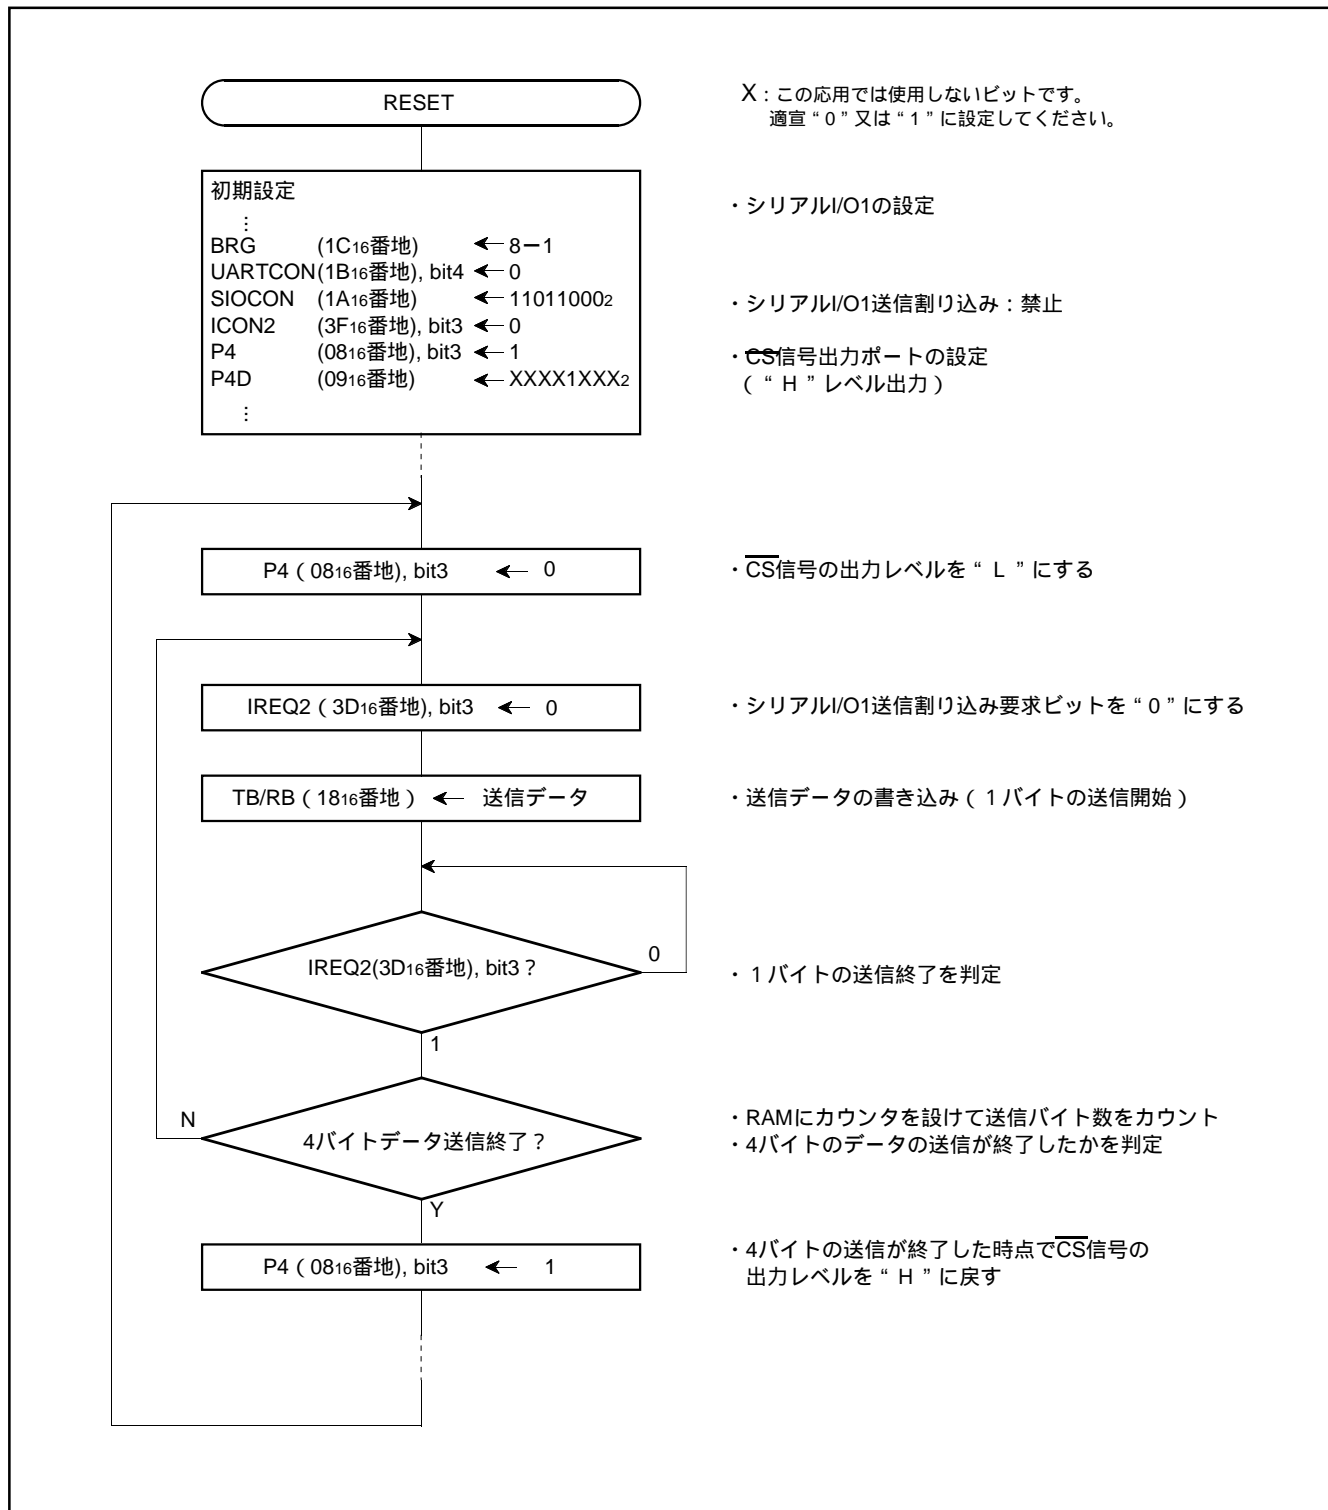 RESET
X：この応用では使用しないビットです。
適宣“0”又は“1”に設定してください。
初期設定
⋮
BRG (1C16番地) ← 8−1
UARTCON(1B16番地), bit4 ← 0
SIOCON (1A16番地) ← 110110002
ICON2 (3F16番地), bit3 ← 0
P4 (0816番地), bit3 ← 1
P4D (0916番地) ← XXXX1XXX2
⋮
・シリアルI/O1の設定
・シリアルI/O1送信割り込み：禁止
・CS信号出力ポートの設定
（“H”レベル出力）
P4（0816番地), bit3 ← 0
・CS信号の出力レベルを“L”にする
IREQ2（3D16番地), bit3 ← 0
・シリアルI/O1送信割り込み要求ビットを“0”にする
TB/RB（1816番地） ← 送信データ
・送信データの書き込み（1バイトの送信開始）
IREQ2(3D16番地), bit3？
0
・1バイトの送信終了を判定
1
N
4バイトデータ送信終了？
・RAMにカウンタを設けて送信バイト数をカウント
・4バイトのデータの送信が終了したかを判定
Y
P4（0816番地), bit3 ← 1
・4バイトの送信が終了した時点でCS信号の
出力レベルを“H”に戻す